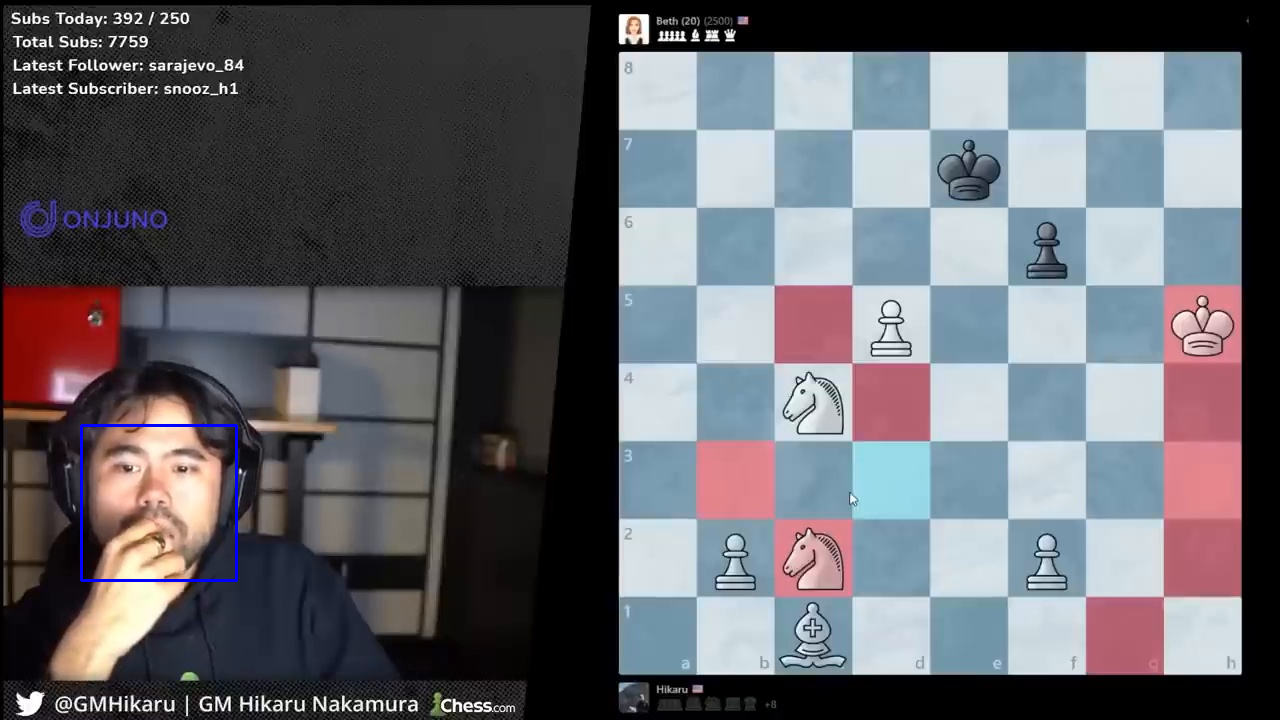 Subs Today: 392 / 250
Total Subs: 7759
Latest Follower: sarajevo_84
Latest Subscriber: snooz_h1
ONJUNO
@GMHikaru | GM Hikaru Nakamura Chess.com
Beth (20) (2500)
8
7
6
5
4
3
2
1
a b c d e f g h
Hikaru
+8